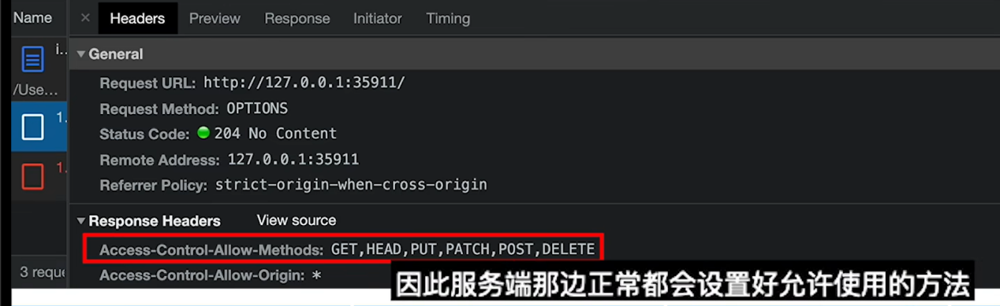 Name
× Headers Preview Response Initiator Timing
i..
▼ General
Request URL: http://127.0.0.1:35911/
/Use...
Request Method: OPTIONS
1.
Status Code: 204 No Content
Remote Address: 127.0.0.1:35911
1.
Referrer Policy: strict-origin-when-cross-origin
▼ Response Headers View source
Access-Control-Allow-Methods: GET,HEAD,PUT,PATCH,POST,DELETE
3 reque
Access-Control-Allow-Origin: *
因此服务端那边正常都会设置好允许使用的方法